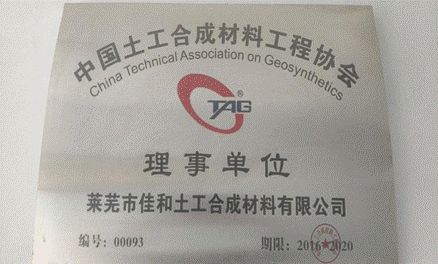 中国土工合成材料工程协会
China Technical Association on Geosynthetics
TAG®
理事单位
莱芜市佳和土工合成材料有限公司
编号: 00093
期限: 2016-2020